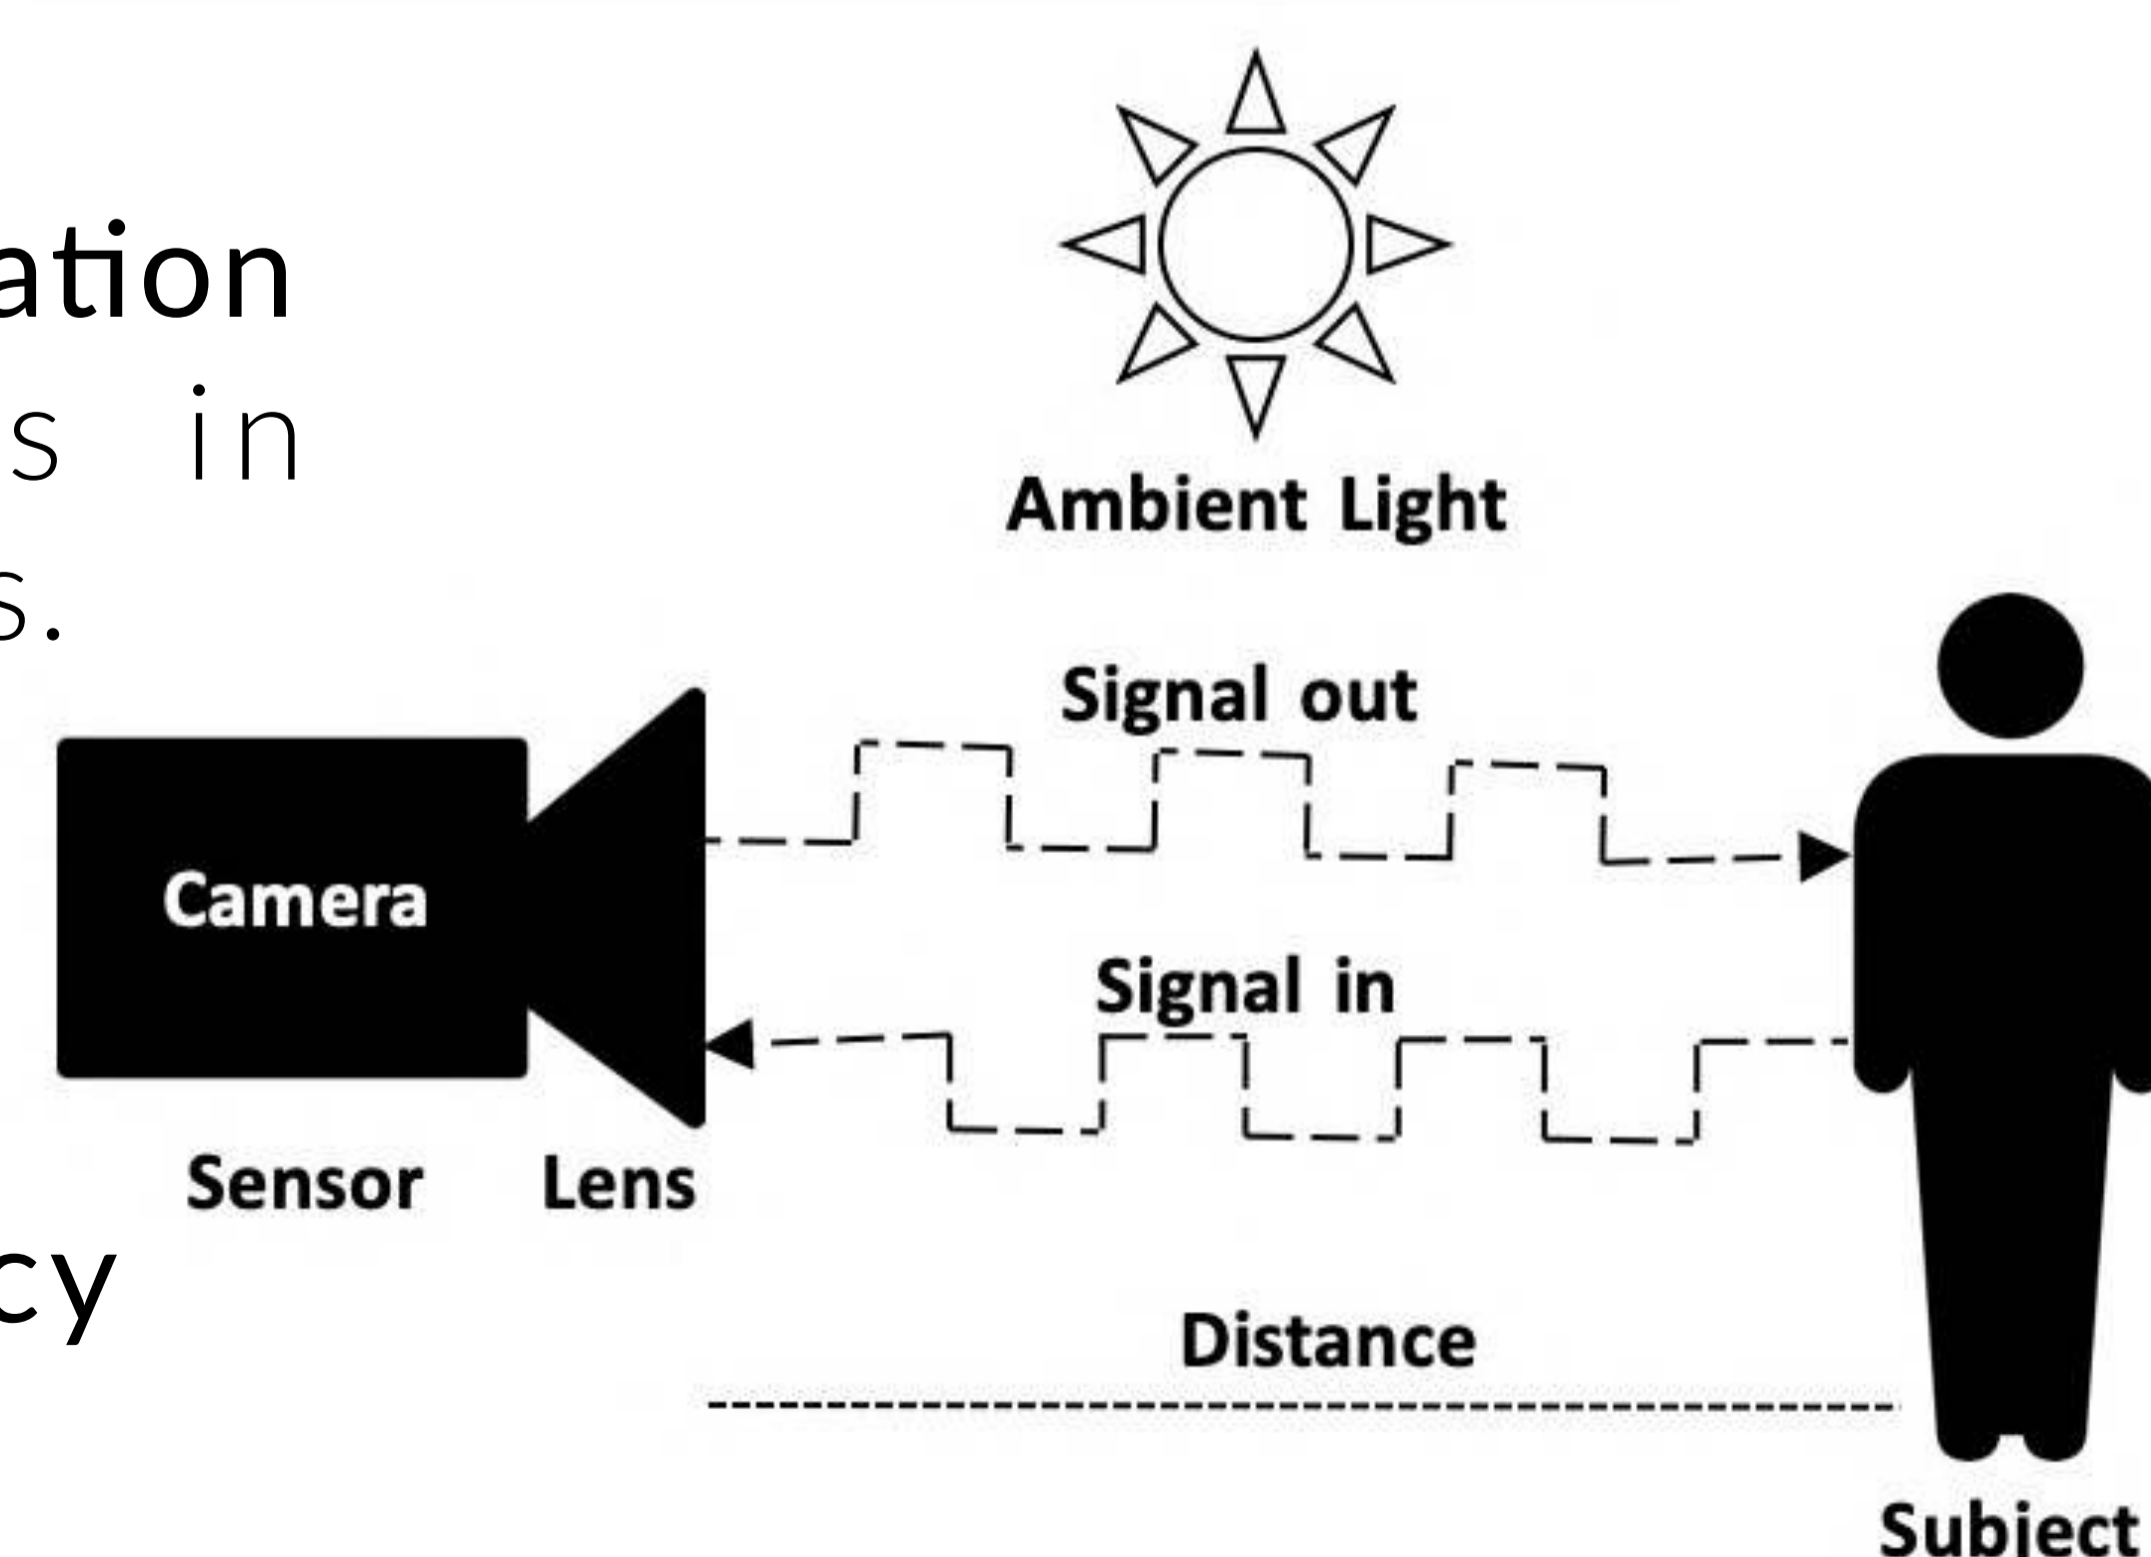 ation
s in
s.
cy
Ambient Light
Signal out
Camera
Signal in
Sensor Lens
Distance
Subject